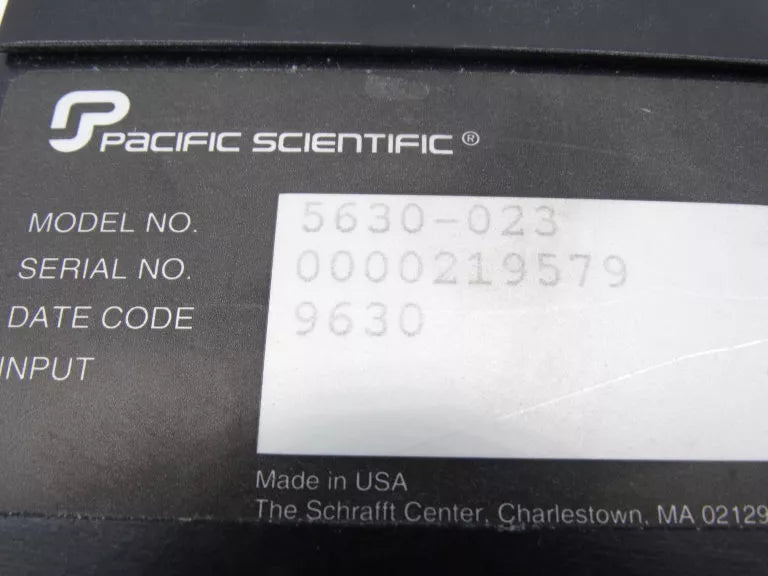 PACIFIC SCIENTIFIC®
MODEL NO. 5630-023
SERIAL NO. 0000219579
DATE CODE 9630
INPUT
Made in USA
The Schrafft Center, Charlestown, MA 02129